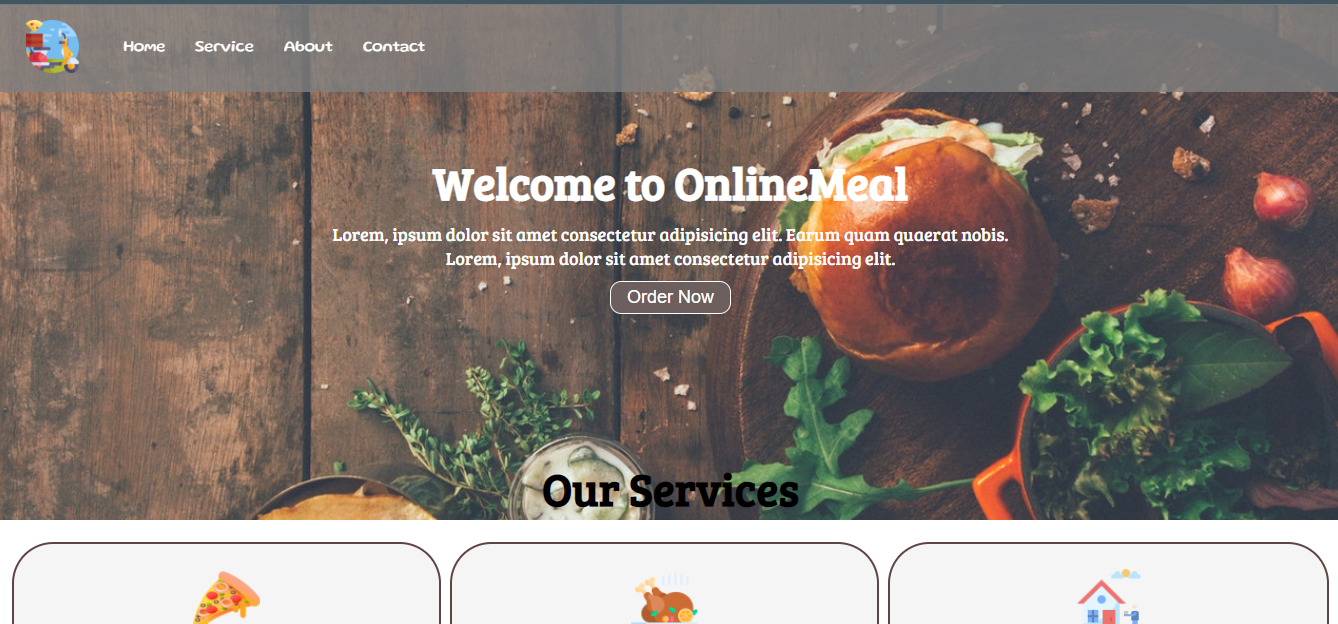 Home Service About Contact
Welcome to OnlineMeal
Lorem, ipsum dolor sit amet consectetur adipisicing elit. Earum quam quaerat nobis.
Lorem, ipsum dolor sit amet consectetur adipisicing elit.
Order Now
Our Services